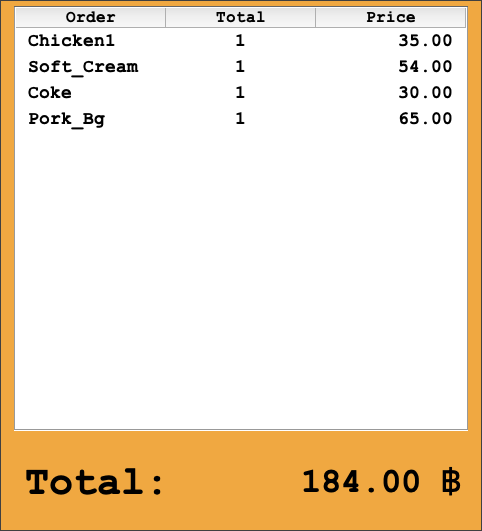 Order Total Price
Chicken1 1 35.00
Soft_Cream 1 54.00
Coke 1 30.00
Pork_Bg 1 65.00
Total: 184.00 ฿